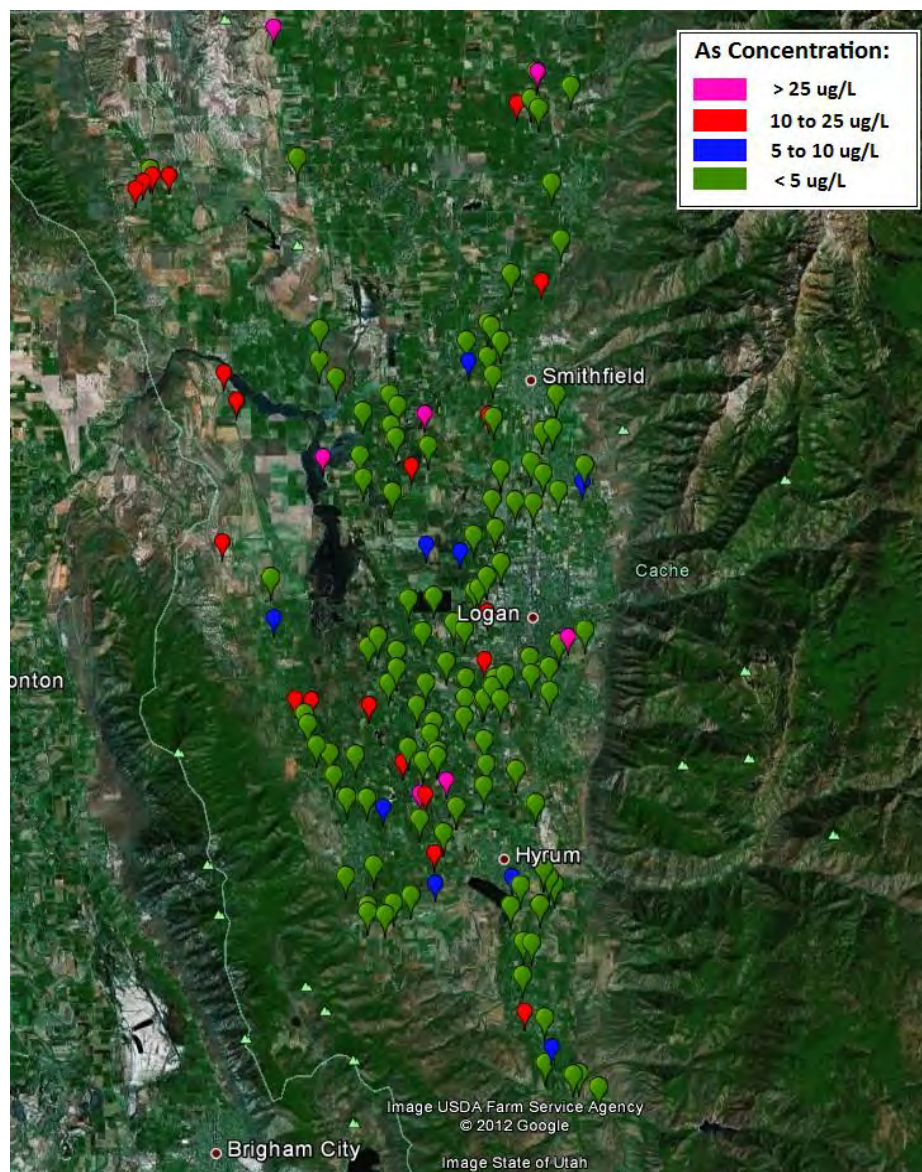 As Concentration:
> 25 ug/L
10 to 25 ug/L
5 to 10 ug/L
< 5 ug/L
Smithfield
Cache
Logan
onton
Hyrum
Image USDA Farm Service Agency
© 2012 Google
Brigham City
Image State of Utah